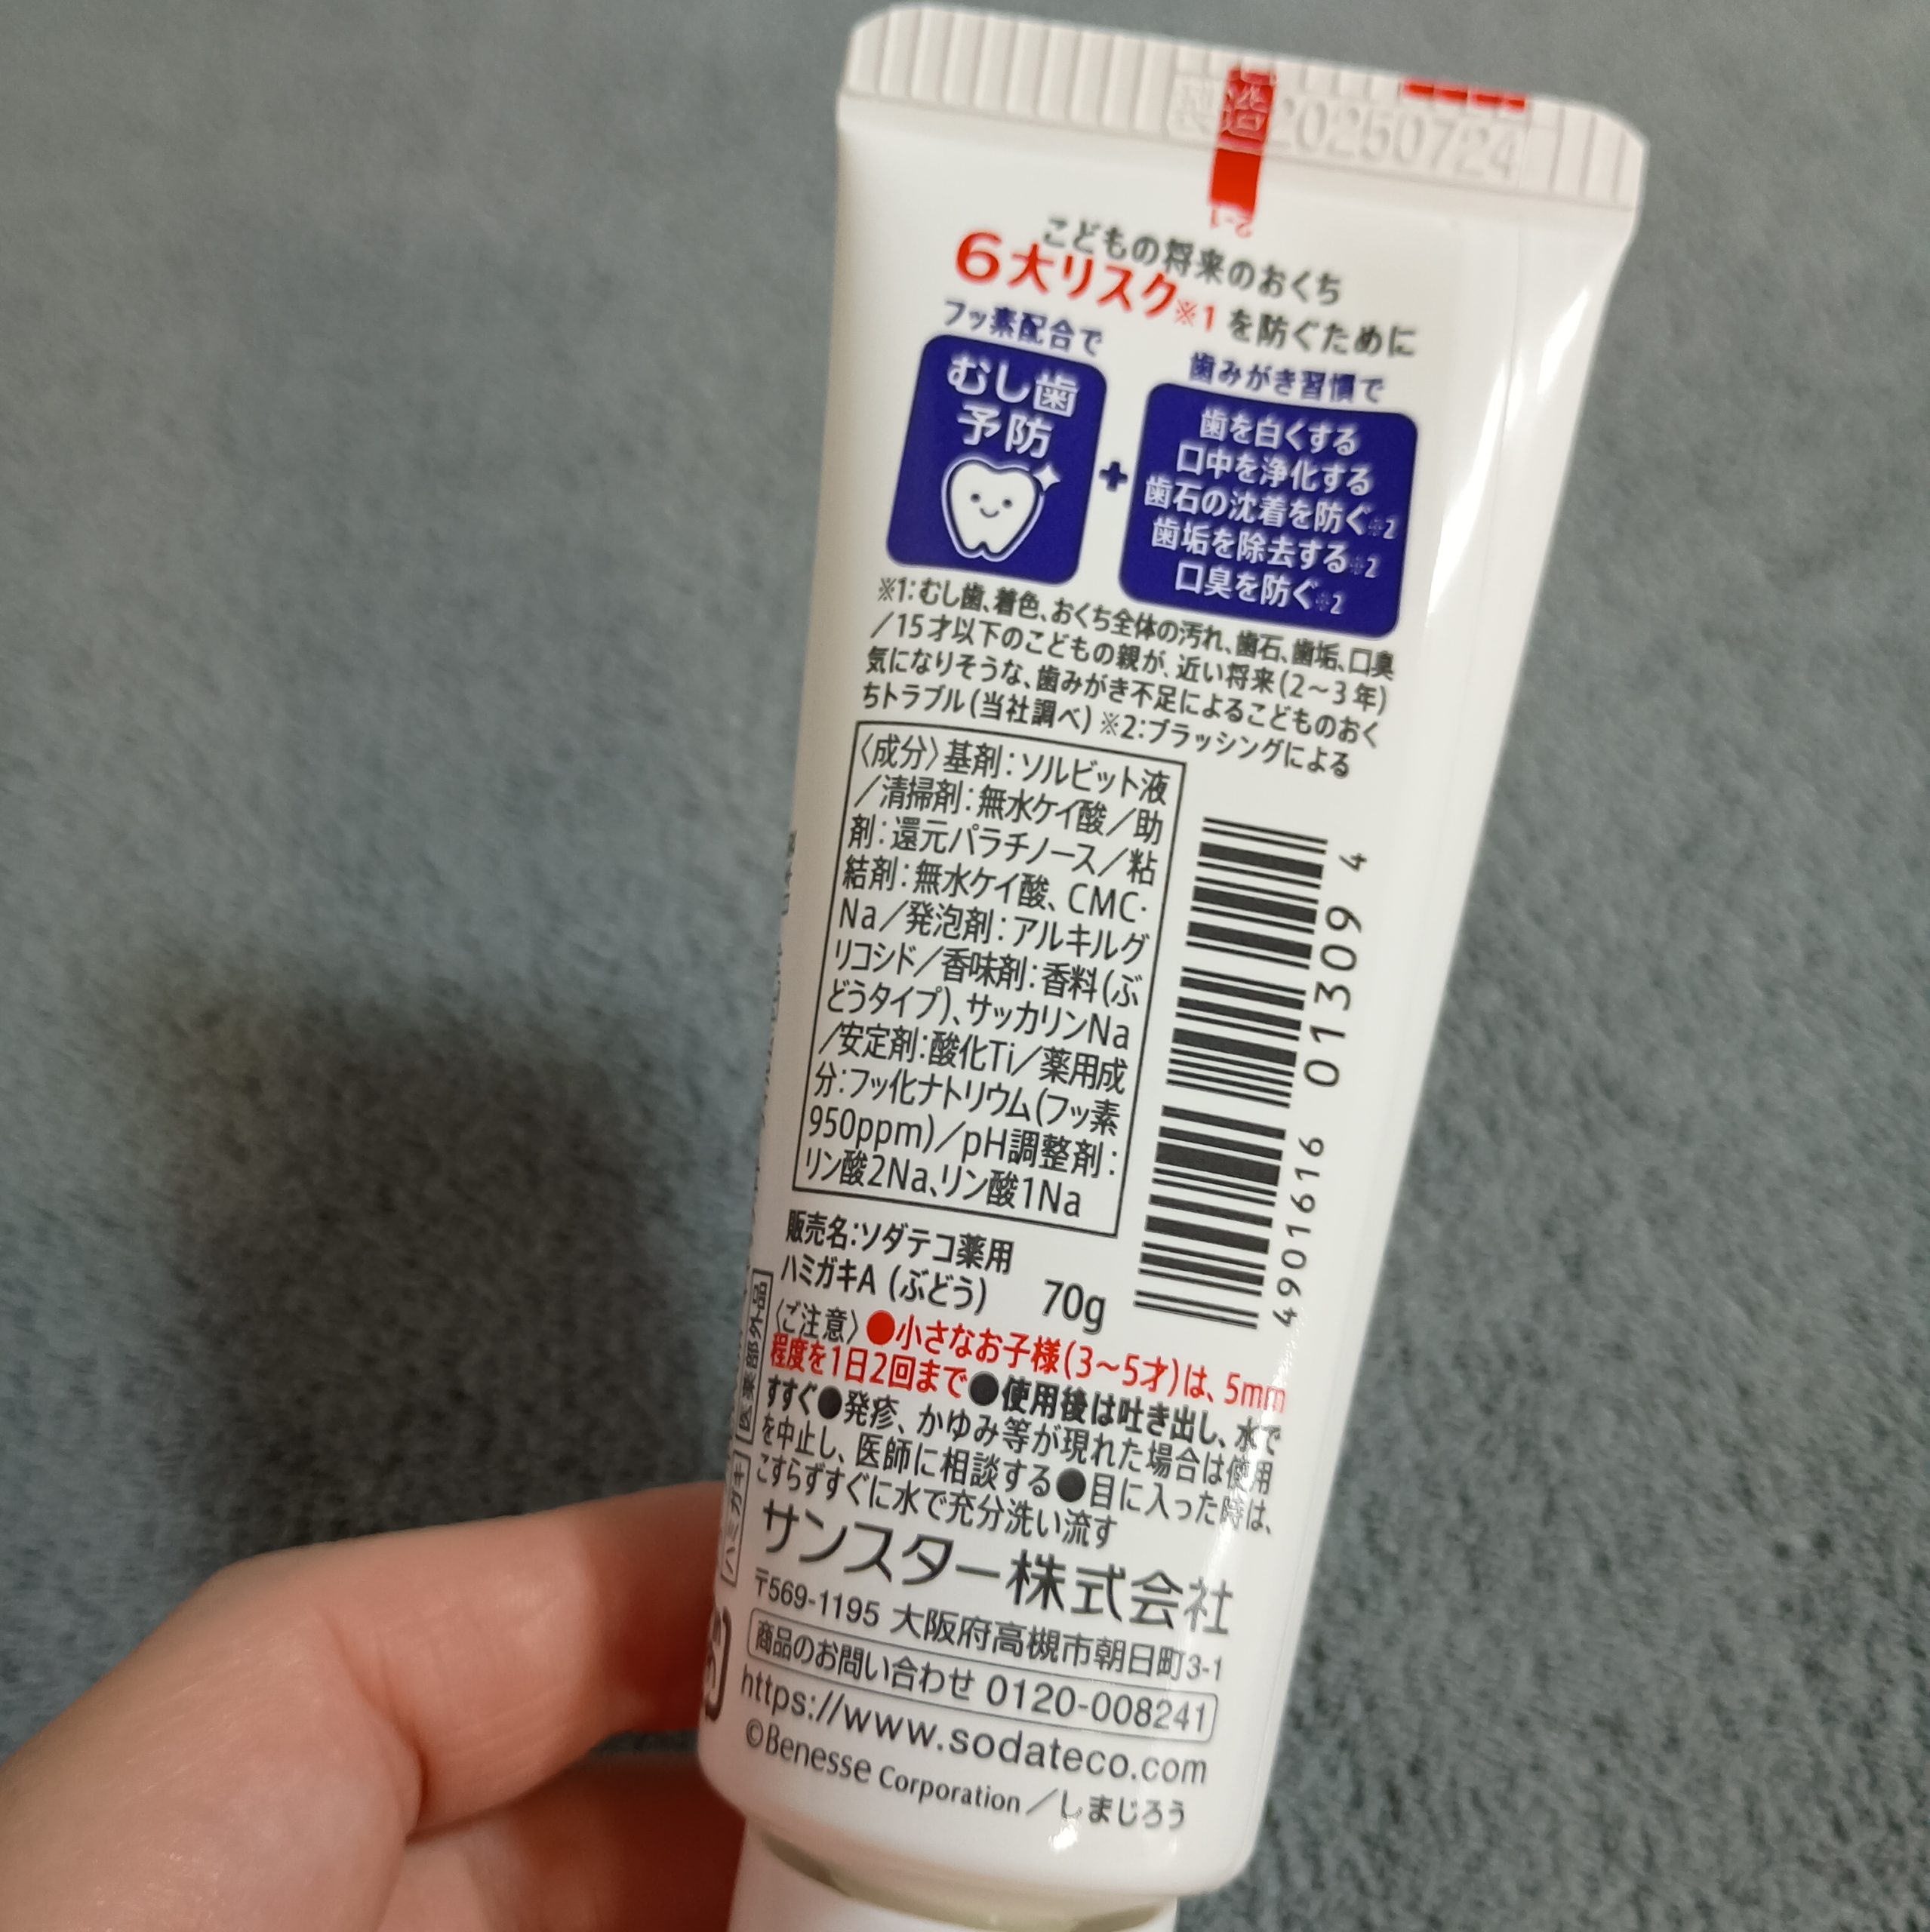 製造20250724
2-1
こどもの将来のおくち
6大リスク※1を防ぐために
フッ素配合で
むし歯
予防
+
歯みがき習慣で
歯を白くする
口中を浄化する
歯石の沈着を防ぐ※2
歯垢を除去する※2
口臭を防ぐ※2
※1:むし歯、着色、おくち全体の汚れ、歯石、歯垢、口臭
/15才以下のこどもの親が、近い将来(2~3年)
気になりそうな、歯みがき不足によるこどものおく
ちトラブル(当社調べ)※2:ブラッシングによる
〈成分〉基剤:ソルビット液
/清掃剤:無水ケイ酸/助
剤:還元パラチノース/粘
結剤:無水ケイ酸、CMC・
Na/発泡剤:アルキルグ
リコシド/香味剤:香料(ぶ
どうタイプ)、サッカリンNa
/安定剤:酸化Ti/薬用成
分:フッ化ナトリウム(フッ素
950ppm)/pH調整剤:
リン酸2Na、リン酸1Na
4901616 013094
販売名:ソダテコ薬用
ハミガキA(ぶどう) 70g
〈ご注意〉●小さなお子様(3~5才)は、5mm
程度を1日2回まで●使用後は吐き出し、水で
すすぐ●発疹、かゆみ等が現れた場合は使用
を中止し、医師に相談する●目に入った時は、
こすらずすぐに水で充分洗い流す
サンスター株式会社
〒569-1195 大阪府高槻市朝日町3-1
商品のお問い合わせ 0120-008241
https://www.sodateco.com
©Benesse Corporation/しまじろう
ハミガキ 医薬部外品